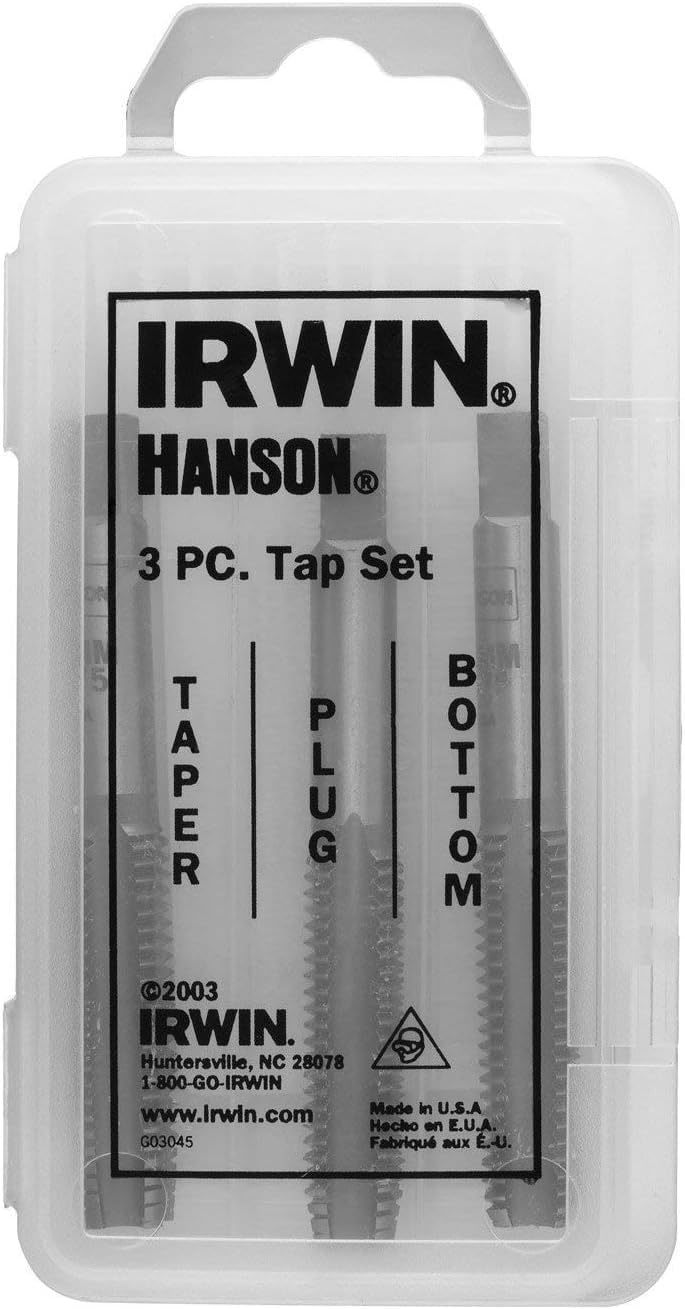 IRWIN®
HANSON®
3 PC. Tap Set
TAPER
PLUG
BOTTOM
©2003
IRWIN.
Huntersville, NC 28078
1-800-GO-IRWIN
www.irwin.com
G03045
Made in U.S.A
Hecho en E.U.A.
Fabriqué aux É.-U.